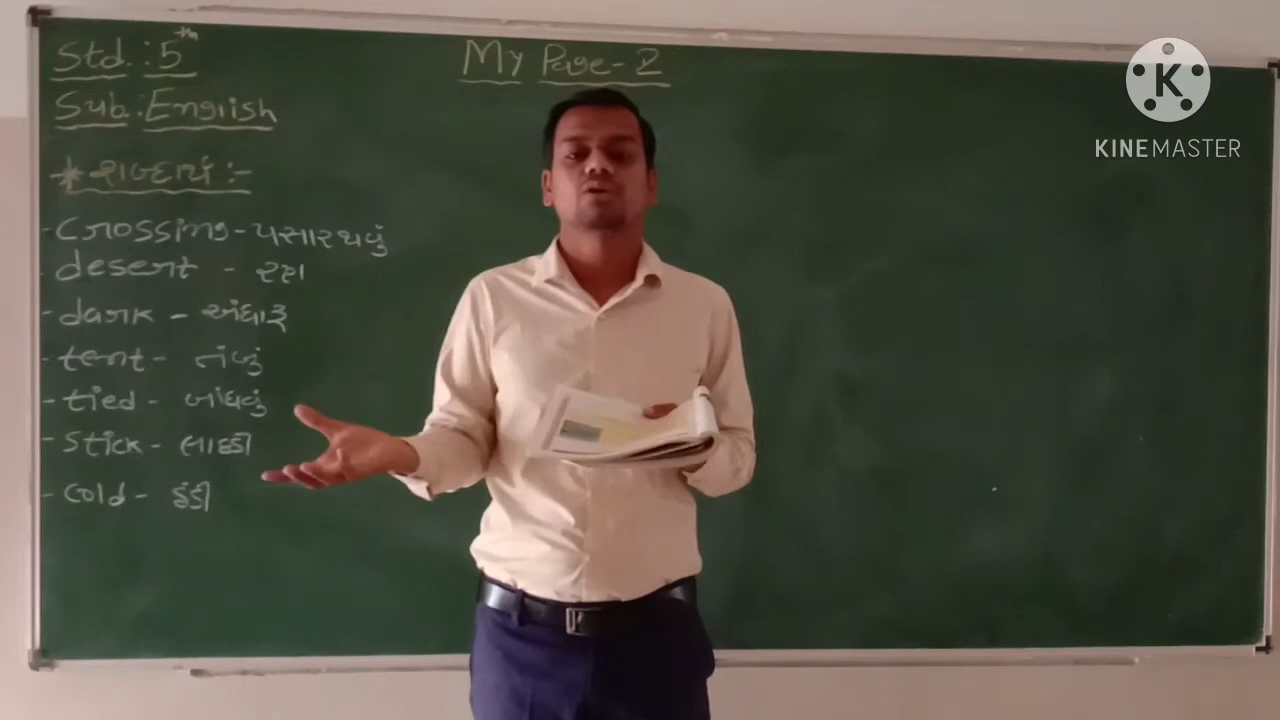 Std.: 5th
My Page-2
Sub.: English
* શબ્દાર્થ :-
- Crossing - પસાર થવું
- desert - રણ
- dark - અંધારૂ
- tent - તંબું
- tied - બાંધવું
- Stick - લાકડી
- Cold - ઠંડી
K
KINEMASTER